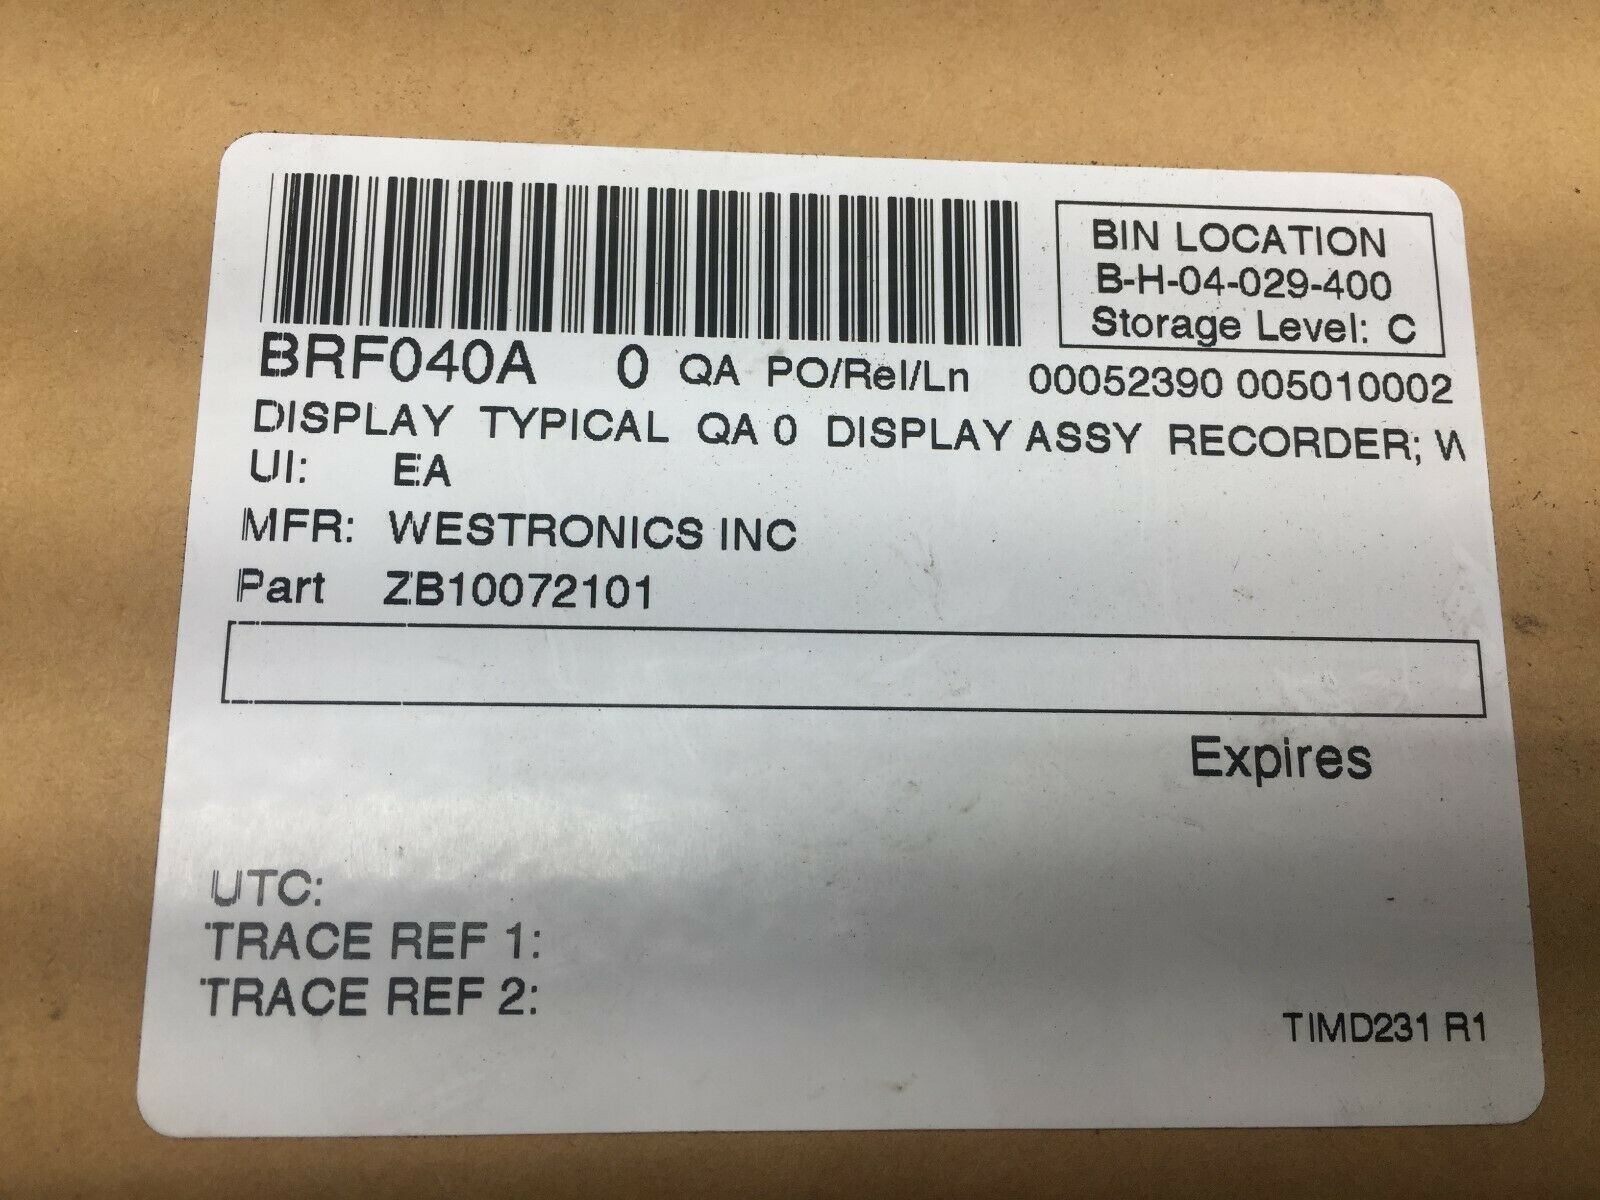 BIN LOCATION
B-H-04-029-400
Storage Level: C
BRF040A 0 QA PO/Rel/Ln 00052390 005010002
DISPLAY TYPICAL QA 0 DISPLAY ASSY RECORDER;
UI: EA
MFR: WESTRONICS INC
Part ZB10072101
Expires
UTC:
TRACE REF 1:
TRACE REF 2:
TIMD231 R1